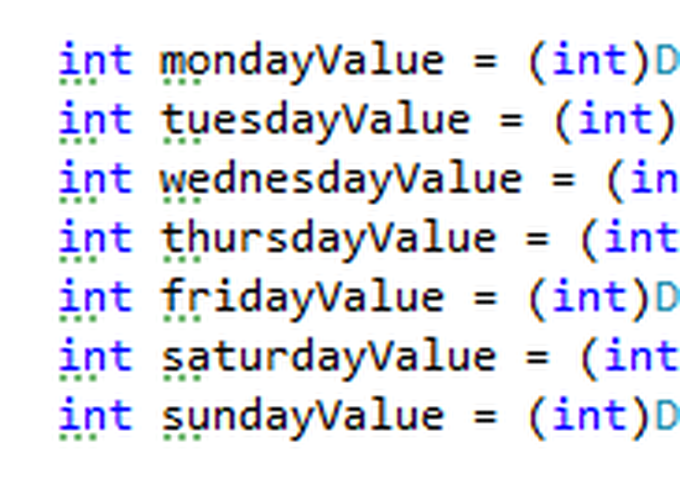 int mondayValue = (int)D
int tuesdayValue = (int)
int wednesdayValue = (in
int thursdayValue = (int
int fridayValue = (int)D
int saturdayValue = (int
int sundayValue = (int)D